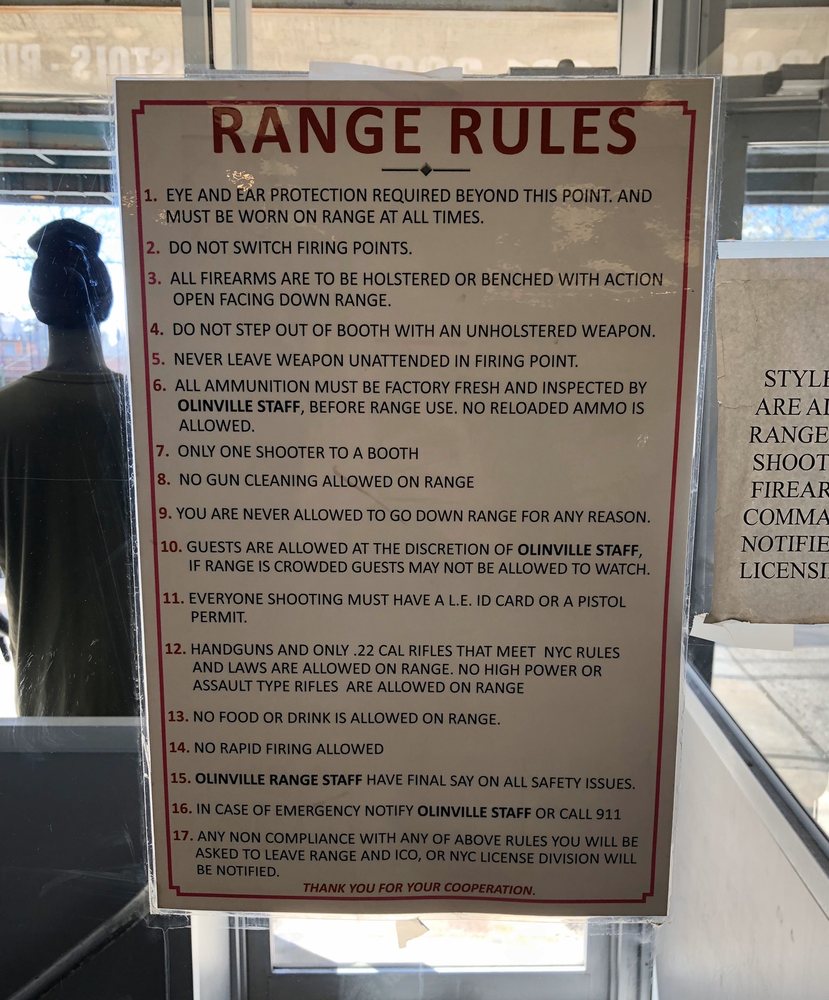 RANGE RULES
1. EYE AND EAR PROTECTION REQUIRED BEYOND THIS POINT. AND
MUST BE WORN ON RANGE AT ALL TIMES.
2. DO NOT SWITCH FIRING POINTS.
3. ALL FIREARMS ARE TO BE HOLSTERED OR BENCHED WITH ACTION
OPEN FACING DOWN RANGE.
4. DO NOT STEP OUT OF BOOTH WITH AN UNHOLSTERED WEAPON.
5. NEVER LEAVE WEAPON UNATTENDED IN FIRING POINT.
6. ALL AMMUNITION MUST BE FACTORY FRESH AND INSPECTED BY
OLINVILLE STAFF, BEFORE RANGE USE. NO RELOADED AMMO IS
ALLOWED.
7. ONLY ONE SHOOTER TO A BOOTH
8. NO GUN CLEANING ALLOWED ON RANGE
9. YOU ARE NEVER ALLOWED TO GO DOWN RANGE FOR ANY REASON.
10. GUESTS ARE ALLOWED AT THE DISCRETION OF OLINVILLE STAFF,
IF RANGE IS CROWDED GUESTS MAY NOT BE ALLOWED TO WATCH.
11. EVERYONE SHOOTING MUST HAVE A L.E. ID CARD OR A PISTOL
PERMIT.
12. HANDGUNS AND ONLY .22 CAL RIFLES THAT MEET NYC RULES
AND LAWS ARE ALLOWED ON RANGE. NO HIGH POWER OR
ASSAULT TYPE RIFLES ARE ALLOWED ON RANGE
13. NO FOOD OR DRINK IS ALLOWED ON RANGE.
14. NO RAPID FIRING ALLOWED
15. OLINVILLE RANGE STAFF HAVE FINAL SAY ON ALL SAFETY ISSUES.
16. IN CASE OF EMERGENCY NOTIFY OLINVILLE STAFF OR CALL 911
17. ANY NON COMPLIANCE WITH ANY OF ABOVE RULES YOU WILL BE
ASKED TO LEAVE RANGE AND ICO, OR NYC LICENSE DIVISION WILL
BE NOTIFIED.
THANK YOU FOR YOUR COOPERATION.
STYLE
ARE AL
RANGE
SHOOT
FIREAR
COMMA
NOTIFIE
LICENSI